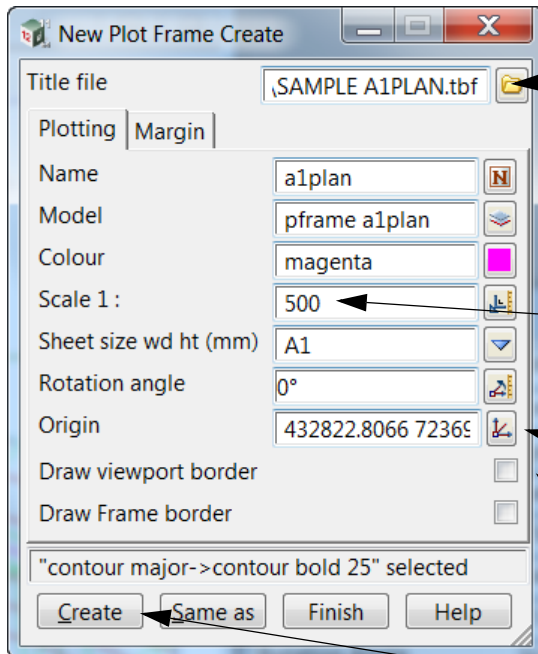 New Plot Frame Create
Title file \SAMPLE A1PLAN.tbf
Plotting Margin
Name a1plan
Model pframe a1plan
Colour magenta
Scale 1 : 500
Sheet size wd ht (mm) A1
Rotation angle 0°
Origin 432822.8066 72369
Draw viewport border
Draw Frame border
"contour major->contour bold 25" selected
Create Same as Finish Help